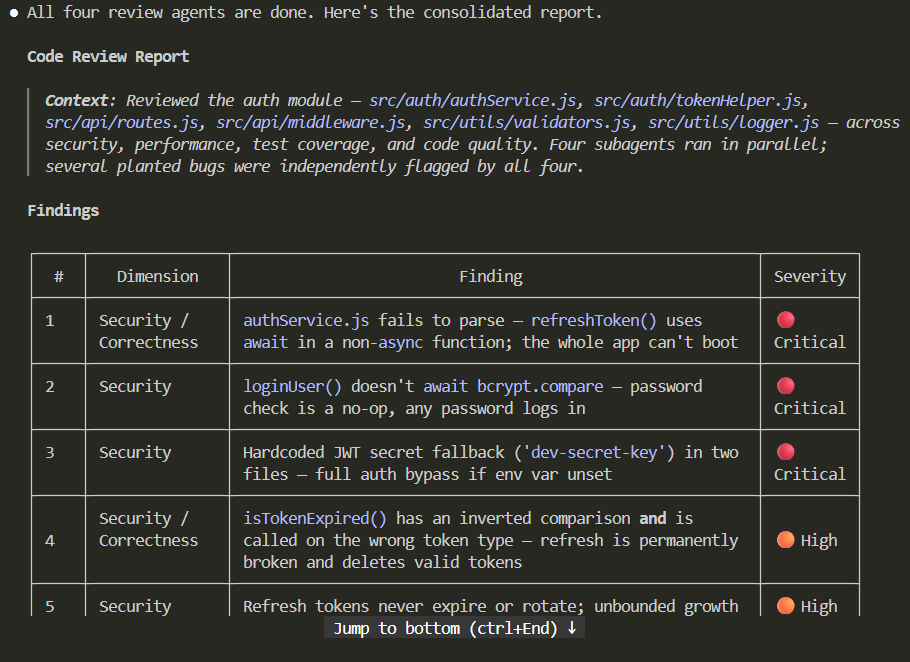 ● All four review agents are done. Here's the consolidated report.
Code Review Report
Context: Reviewed the auth module — src/auth/authService.js, src/auth/tokenHelper.js,
src/api/routes.js, src/api/middleware.js, src/utils/validators.js, src/utils/logger.js — across
security, performance, test coverage, and code quality. Four subagents ran in parallel;
several planted bugs were independently flagged by all four.
Findings
# Dimension Finding Severity
1 Security / authService.js fails to parse — refreshToken() uses 🔴
Correctness await in a non-async function; the whole app can't boot Critical
2 Security loginUser() doesn't await bcrypt.compare — password 🔴
check is a no-op, any password logs in Critical
3 Security Hardcoded JWT secret fallback ('dev-secret-key') in two 🔴
files — full auth bypass if env var unset Critical
Security / isTokenExpired() has an inverted comparison and is
4 Correctness called on the wrong token type — refresh is permanently 🟠 High
broken and deletes valid tokens
5 Security Refresh tokens never expire or rotate; unbounded growth 🟠 High
Jump to bottom (ctrl+End) ↓